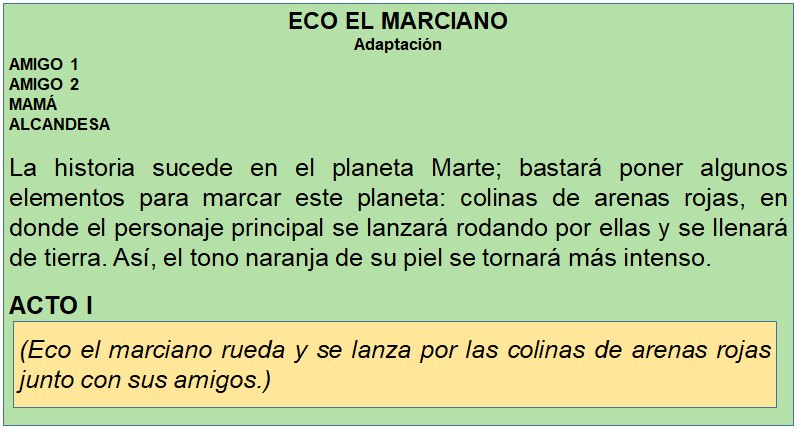 ECO EL MARCIANO
Adaptación
AMIGO 1
AMIGO 2
MAMÁ
ALCANDESA
La historia sucede en el planeta Marte; bastará poner algunos
elementos para marcar este planeta: colinas de arenas rojas, en
donde el personaje principal se lanzará rodando por ellas y se llenará
de tierra. Así, el tono naranja de su piel se tornará más intenso.
ACTO I
(Eco el marciano rueda y se lanza por las colinas de arenas rojas
junto con sus amigos.)